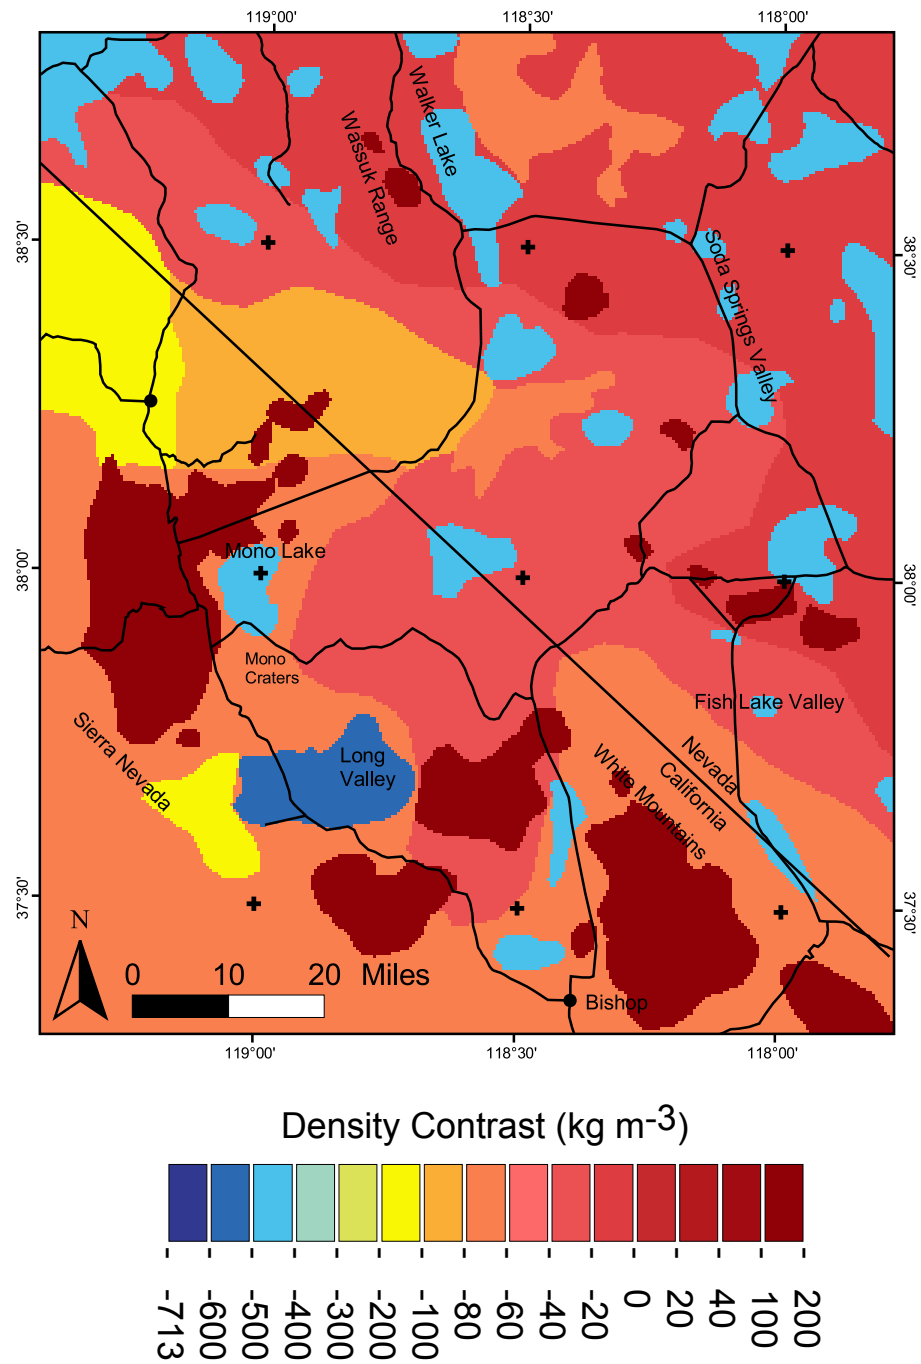 119°00'
118°30'
118°00'
Walker Lake
Wassuk Range
38°30'
38°30'
Soda Springs Valley
38°00'
38°00'
Mono Lake
Mono
Craters
Fish Lake Valley
Sierra Nevada
Long
Valley
White Mountains
Nevada
California
37°30'
37°30'
N
0 10 20 Miles
Bishop
119°00'
118°30'
118°00'
Density Contrast (kg m-3)
-713
-600
-500
-400
-300
-200
-100
-80
-60
-40
-20
0
20
40
100
200